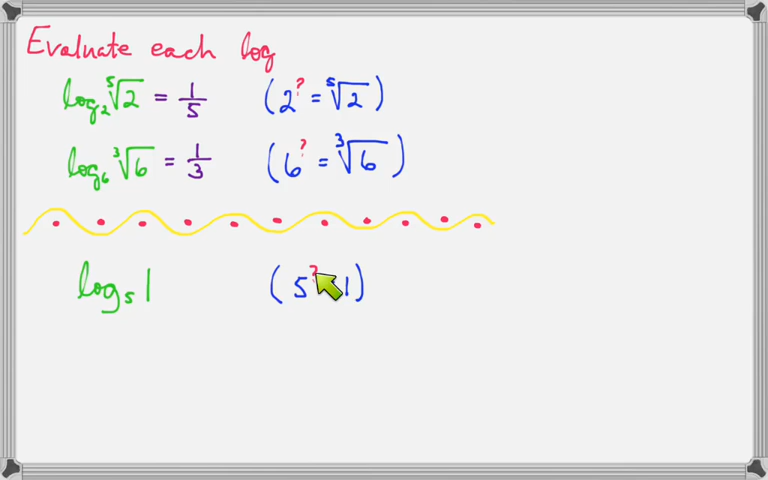 Evaluate each log
log₂ ⁵√2 = 1/5 (2^? = ⁵√2)
log₆ ³√6 = 1/3 (6^? = ³√6)
log₅ 1 (5^? 1)